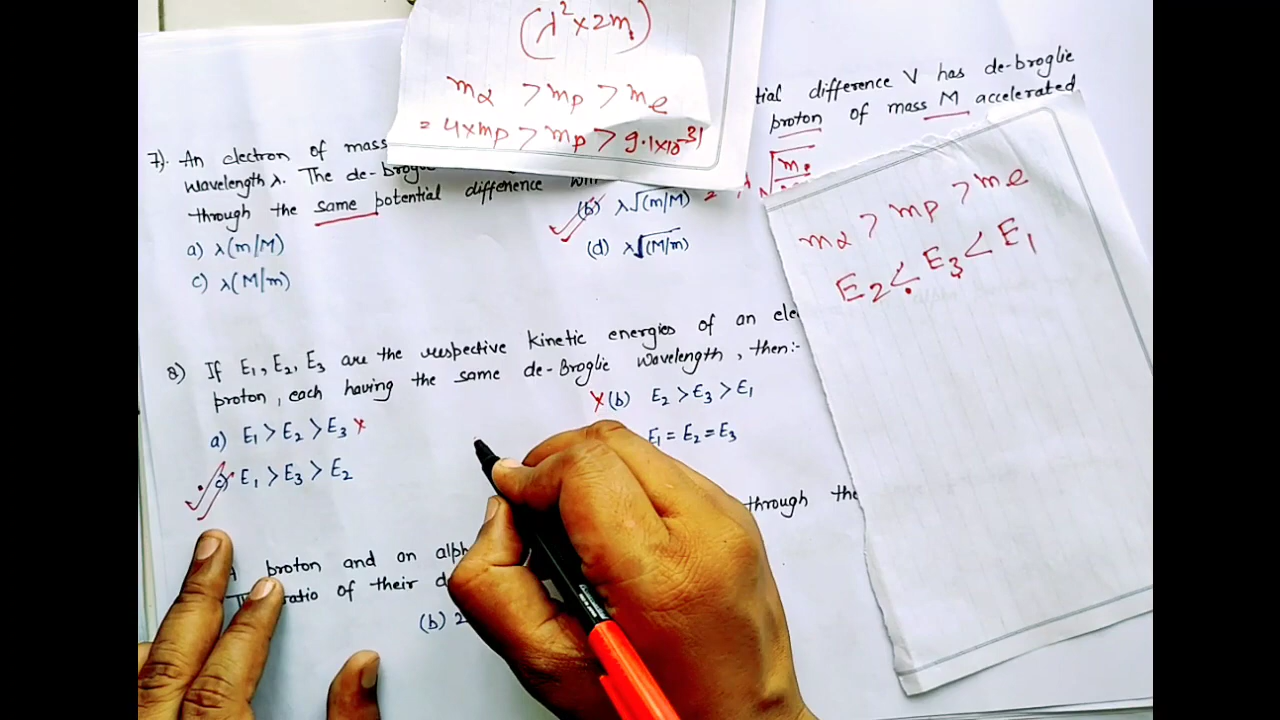 (λ²×2m)
mα > mp > me
= 4×mp > mp > 9.1×10⁻³¹
7). An electron of mass
tial difference V has de-broglie
wavelength λ. The de-brog
proton of mass M accelerated
through the same potential difference
a) λ(m/M)
(b) λ√(m/M)
c) λ(M/m)
(d) λ√(M/m)
mα > mp > me
E₂ < E₃ < E₁
8) If E₁, E₂, E₃ are the respective kinetic energies of an ele
proton, each having the same de-Broglie wavelength, then:-
a) E₁ > E₂ > E₃ ×
×(b) E₂ > E₃ > E₁
c) E₁ > E₃ > E₂
E₁ = E₂ = E₃
through the
proton and an alph
ratio of their d
(b) 2